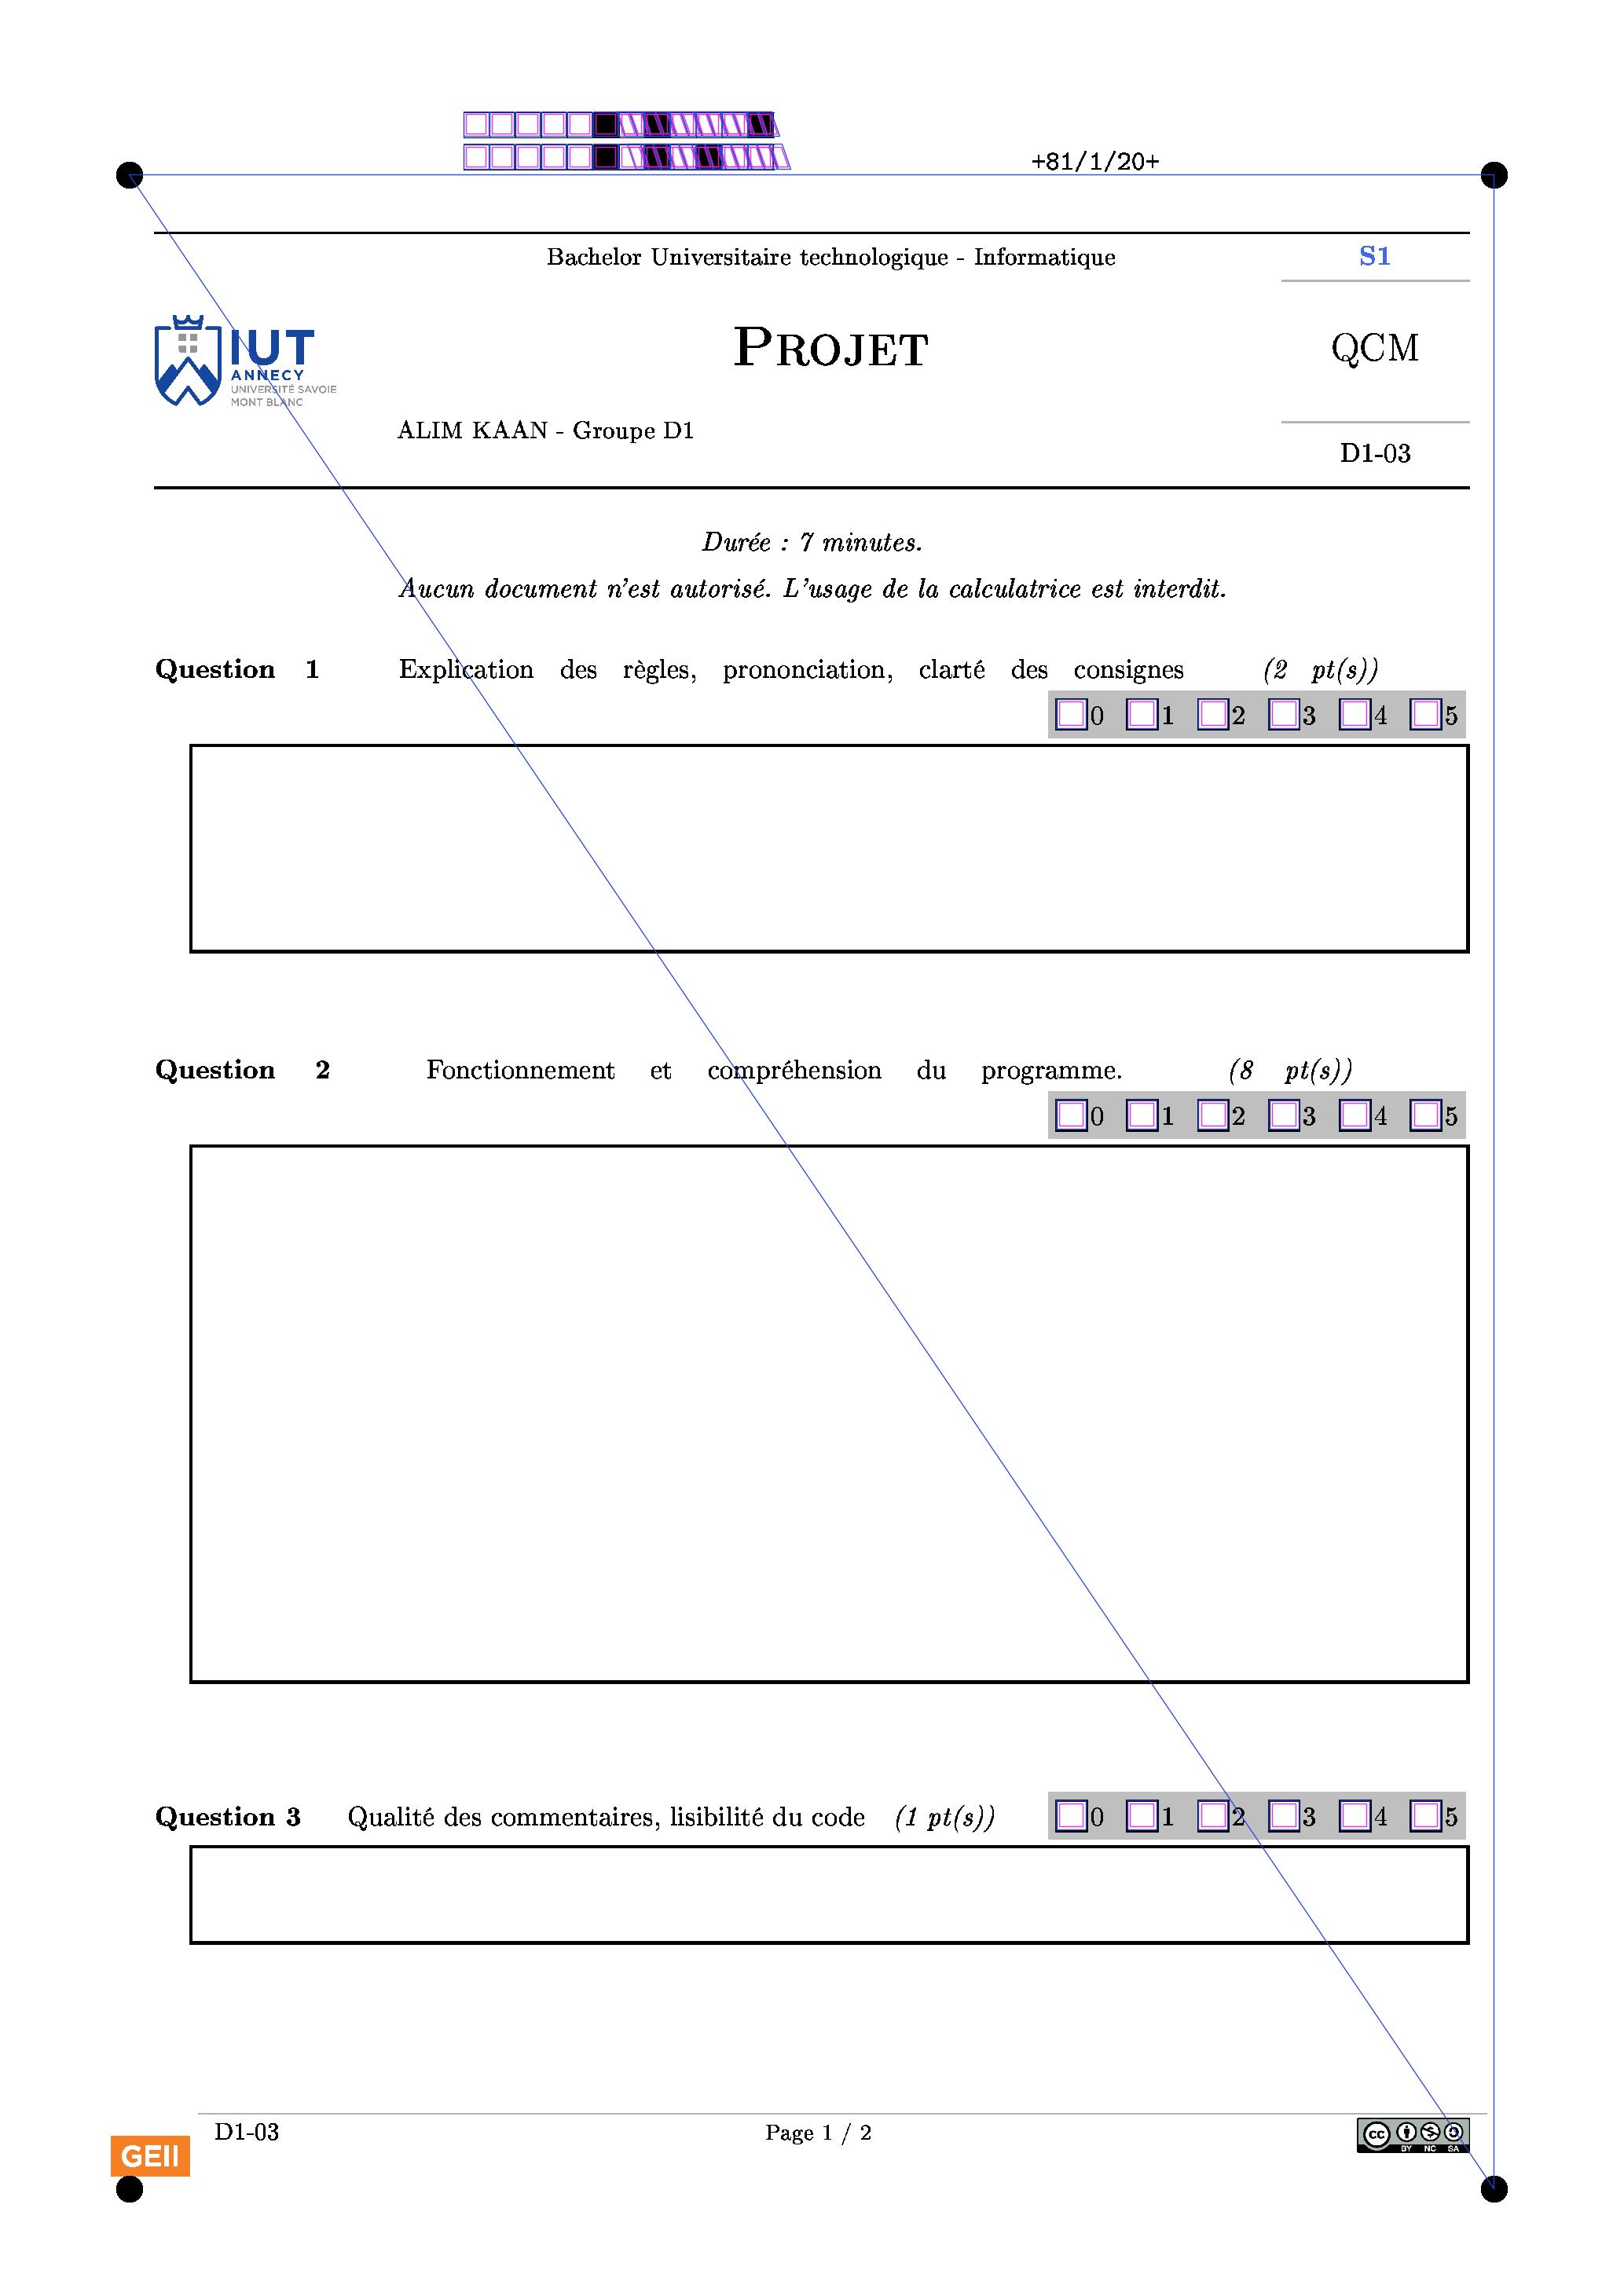 +81/1/20+
Bachelor Universitaire technologique - Informatique
S1
IUT
ANNECY
UNIVERSITÉ SAVOIE
MONT BLANC
PROJET
QCM
ALIM KAAN - Groupe D1
D1-03
Durée : 7 minutes.
Aucun document n'est autorisé. L'usage de la calculatrice est interdit.
Question 1 Explication des règles, prononciation, clarté des consignes (2 pt(s))
0 1 2 3 4 5
Question 2 Fonctionnement et compréhension du programme. (8 pt(s))
0 1 2 3 4 5
Question 3 Qualité des commentaires, lisibilité du code (1 pt(s)) 0 1 2 3 4 5
D1-03 Page 1 / 2
GEII
cc BY NC SA